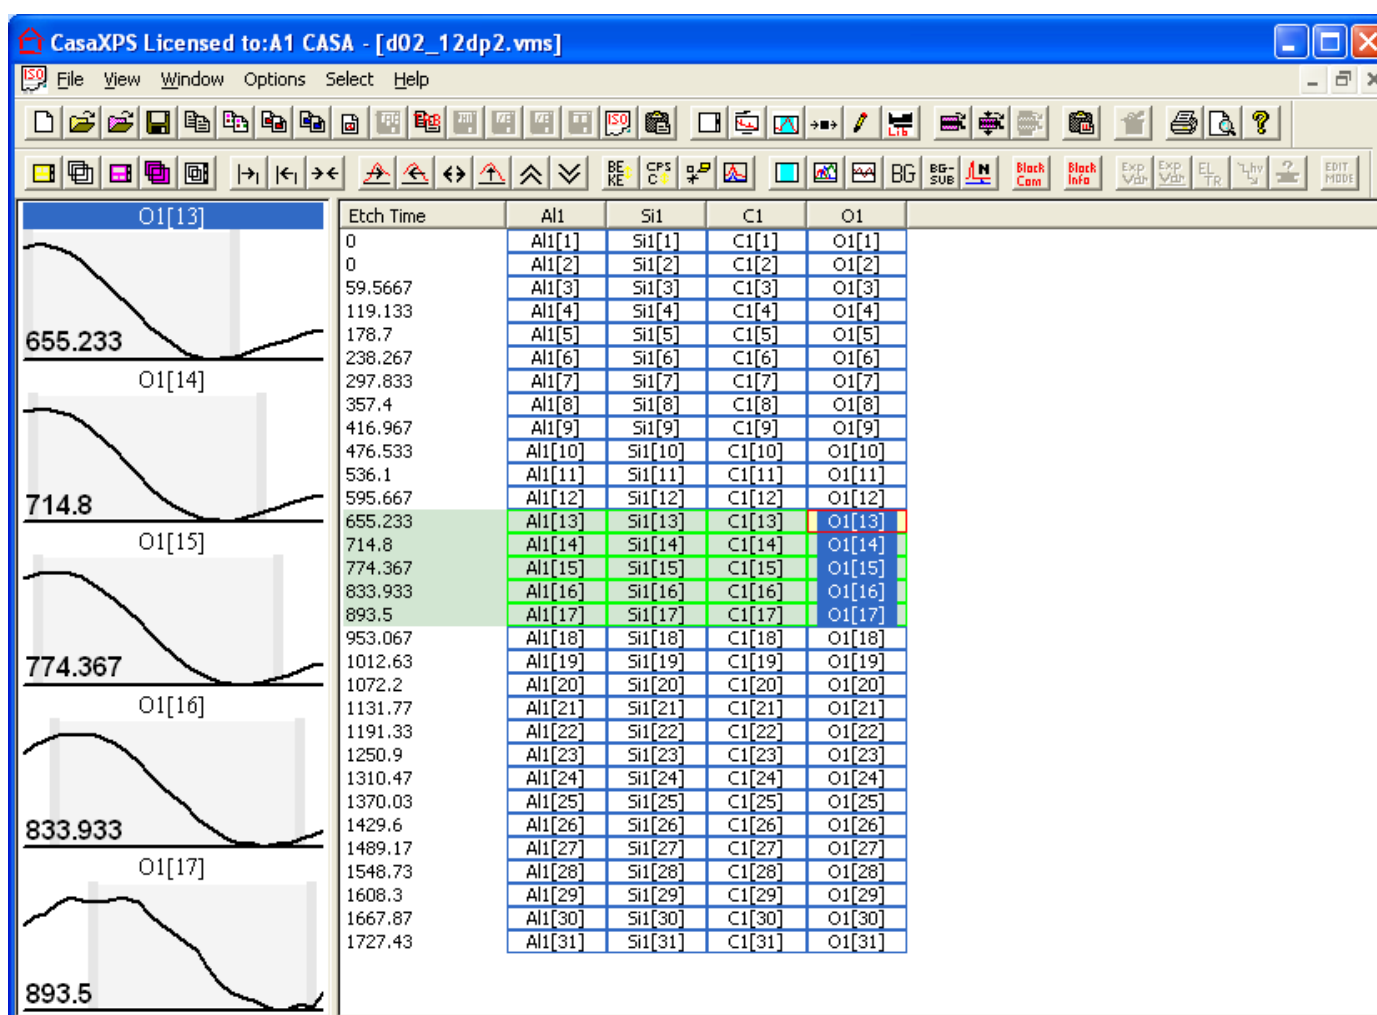 CasaXPS Licensed to:A1 CASA - [d02_12dp2.vms]
File View Window Options Select Help
ISO
BE KE CPS C BG BG-SUB Block Com Block Info Exp Var Exp Var EL TR hv ? EDIT MODE
O1[13]
655.233
O1[14]
714.8
O1[15]
774.367
O1[16]
833.933
O1[17]
893.5
Etch Time Al1 Si1 C1 O1
0 Al1[1] Si1[1] C1[1] O1[1]
0 Al1[2] Si1[2] C1[2] O1[2]
59.5667 Al1[3] Si1[3] C1[3] O1[3]
119.133 Al1[4] Si1[4] C1[4] O1[4]
178.7 Al1[5] Si1[5] C1[5] O1[5]
238.267 Al1[6] Si1[6] C1[6] O1[6]
297.833 Al1[7] Si1[7] C1[7] O1[7]
357.4 Al1[8] Si1[8] C1[8] O1[8]
416.967 Al1[9] Si1[9] C1[9] O1[9]
476.533 Al1[10] Si1[10] C1[10] O1[10]
536.1 Al1[11] Si1[11] C1[11] O1[11]
595.667 Al1[12] Si1[12] C1[12] O1[12]
655.233 Al1[13] Si1[13] C1[13] O1[13]
714.8 Al1[14] Si1[14] C1[14] O1[14]
774.367 Al1[15] Si1[15] C1[15] O1[15]
833.933 Al1[16] Si1[16] C1[16] O1[16]
893.5 Al1[17] Si1[17] C1[17] O1[17]
953.067 Al1[18] Si1[18] C1[18] O1[18]
1012.63 Al1[19] Si1[19] C1[19] O1[19]
1072.2 Al1[20] Si1[20] C1[20] O1[20]
1131.77 Al1[21] Si1[21] C1[21] O1[21]
1191.33 Al1[22] Si1[22] C1[22] O1[22]
1250.9 Al1[23] Si1[23] C1[23] O1[23]
1310.47 Al1[24] Si1[24] C1[24] O1[24]
1370.03 Al1[25] Si1[25] C1[25] O1[25]
1429.6 Al1[26] Si1[26] C1[26] O1[26]
1489.17 Al1[27] Si1[27] C1[27] O1[27]
1548.73 Al1[28] Si1[28] C1[28] O1[28]
1608.3 Al1[29] Si1[29] C1[29] O1[29]
1667.87 Al1[30] Si1[30] C1[30] O1[30]
1727.43 Al1[31] Si1[31] C1[31] O1[31]